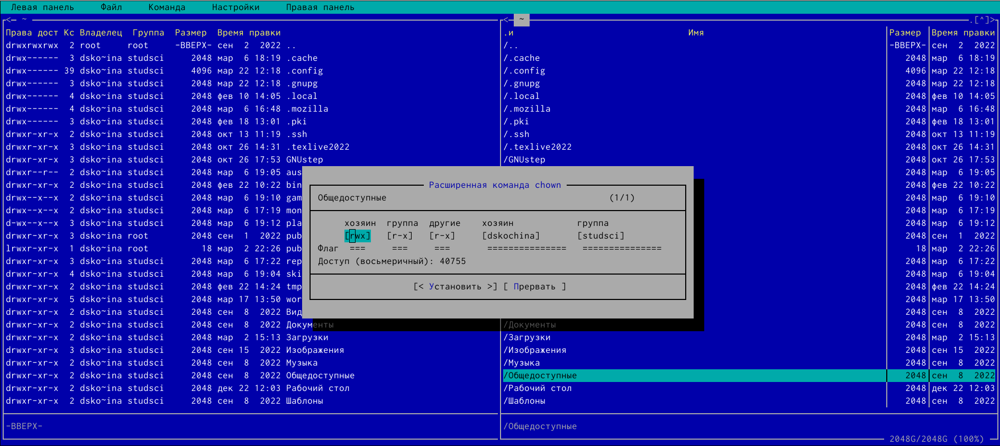 Левая панель Файл Команда Настройки Правая панель
<- ~ <- ~ .[^]>
Права дост Кс Владелец Группа Размер Время правки .и Имя Размер Время правки
drwxrwxrwx 2 root root -ВВЕРХ- сен 2 2022 .. /.. -ВВЕРХ- сен 2 2022
drwx------ 3 dsko~ina studsci 2048 мар 6 18:19 .cache /.cache 2048 мар 6 18:19
drwx------ 39 dsko~ina studsci 4096 мар 22 12:18 .config /.config 4096 мар 22 12:18
drwx------ 3 dsko~ina studsci 2048 мар 22 12:18 .gnupg /.gnupg 2048 мар 22 12:18
drwx------ 4 dsko~ina studsci 2048 фев 10 14:05 .local /.local 2048 фев 10 14:05
drwx------ 4 dsko~ina studsci 2048 мар 6 16:48 .mozilla /.mozilla 2048 мар 6 16:48
drwx------ 3 dsko~ina studsci 2048 фев 18 13:01 .pki /.pki 2048 фев 18 13:01
drwxr-xr-x 2 dsko~ina studsci 2048 окт 13 11:19 .ssh /.ssh 2048 окт 13 11:19
drwxr-xr-x 3 dsko~ina studsci 2048 окт 26 14:31 .texlive2022 /.texlive2022 2048 окт 26 14:31
drwxr-xr-x 3 dsko~ina studsci 2048 окт 26 17:53 GNUstep /GNUstep 2048 окт 26 17:53
drwxr--r-- 2 dsko~ina studsci 2048 мар 6 19:05 aus 2048 мар 6 19:05
drwxr-xr-x 2 dsko~ina studsci 2048 фев 22 10:22 bin Расширенная команда chown 2048 фев 22 10:22
drwx--x--x 2 dsko~ina studsci 2048 мар 6 19:10 gam Общедоступные (1/1) 2048 мар 6 19:10
drwx--x--x 2 dsko~ina studsci 2048 мар 6 17:19 mon 2048 мар 6 17:19
d-wx--x--x 3 dsko~ina studsci 2048 мар 6 19:12 pla хозяин группа другие хозяин группа 2048 мар 6 19:12
drwxr-xr-x 3 dsko~ina root 2048 сен 1 2022 pub [rwx] [r-x] [r-x] [dskochina] [studsci] 2048 сен 1 2022
lrwxr-xr-x 1 dsko~ina root 18 мар 2 22:26 pub Флаг === === === =============== =============== 18 мар 2 22:26
drwxr-xr-x 3 dsko~ina studsci 2048 мар 6 17:22 rep Доступ (восьмеричный): 40755 2048 мар 6 17:22
drwxr-xr-x 4 dsko~ina studsci 2048 мар 6 19:04 ski 2048 мар 6 19:04
drwxr-xr-x 2 dsko~ina studsci 2048 фев 22 14:24 tmp [< Установить >] [ Прервать ] 2048 фев 22 14:24
drwxr-xr-x 5 dsko~ina studsci 2048 мар 17 13:50 wor 2048 мар 17 13:50
drwxr-xr-x 2 dsko~ina studsci 2048 сен 8 2022 Вид 2048 сен 8 2022
drwxr-xr-x 2 dsko~ina studsci 2048 сен 8 2022 Документы /Документы 2048 сен 8 2022
drwxr-xr-x 2 dsko~ina studsci 2048 мар 2 15:13 Загрузки /Загрузки 2048 мар 2 15:13
drwxr-xr-x 3 dsko~ina studsci 2048 сен 15 2022 Изображения /Изображения 2048 сен 15 2022
drwxr-xr-x 2 dsko~ina studsci 2048 сен 8 2022 Музыка /Музыка 2048 сен 8 2022
drwxr-xr-x 2 dsko~ina studsci 2048 сен 8 2022 Общедоступные /Общедоступные 2048 сен 8 2022
drwxr-xr-x 2 dsko~ina studsci 2048 дек 22 12:03 Рабочий стол /Рабочий стол 2048 дек 22 12:03
drwxr-xr-x 2 dsko~ina studsci 2048 сен 8 2022 Шаблоны /Шаблоны 2048 сен 8 2022
-ВВЕРХ- /Общедоступные
2048G/2048G (100%)